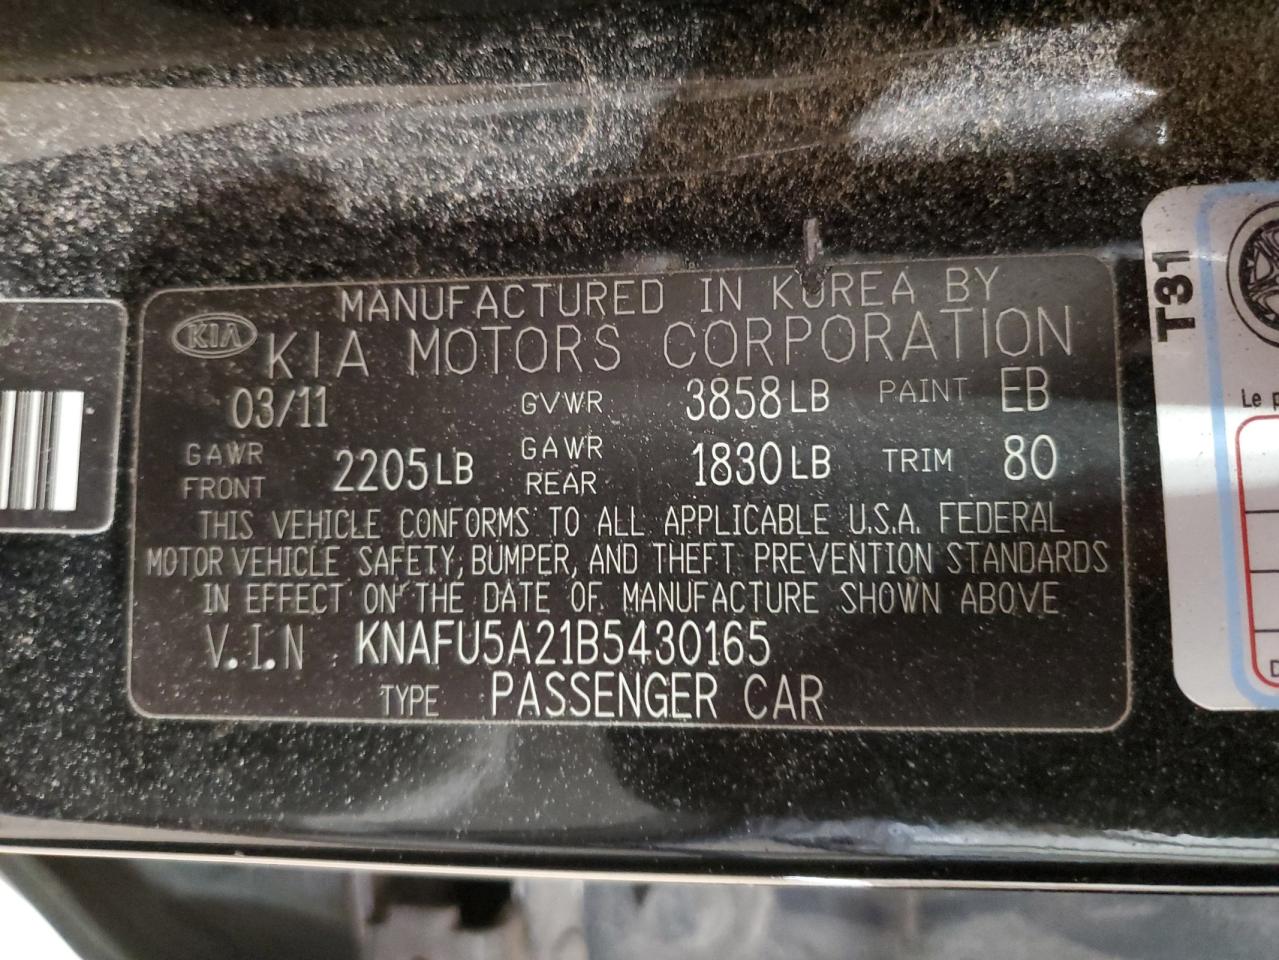 MANUFACTURED IN KOREA BY
KIA KIA MOTORS CORPORATION
03/11 GVWR 3858LB PAINT EB
GAWR FRONT 2205LB GAWR REAR 1830LB TRIM 80
THIS VEHICLE CONFORMS TO ALL APPLICABLE U.S.A. FEDERAL
MOTOR VEHICLE SAFETY, BUMPER, AND THEFT PREVENTION STANDARDS
IN EFFECT ON THE DATE OF MANUFACTURE SHOWN ABOVE
V.I.N KNAFU5A21B5430165
TYPE PASSENGER CAR
T31
Le